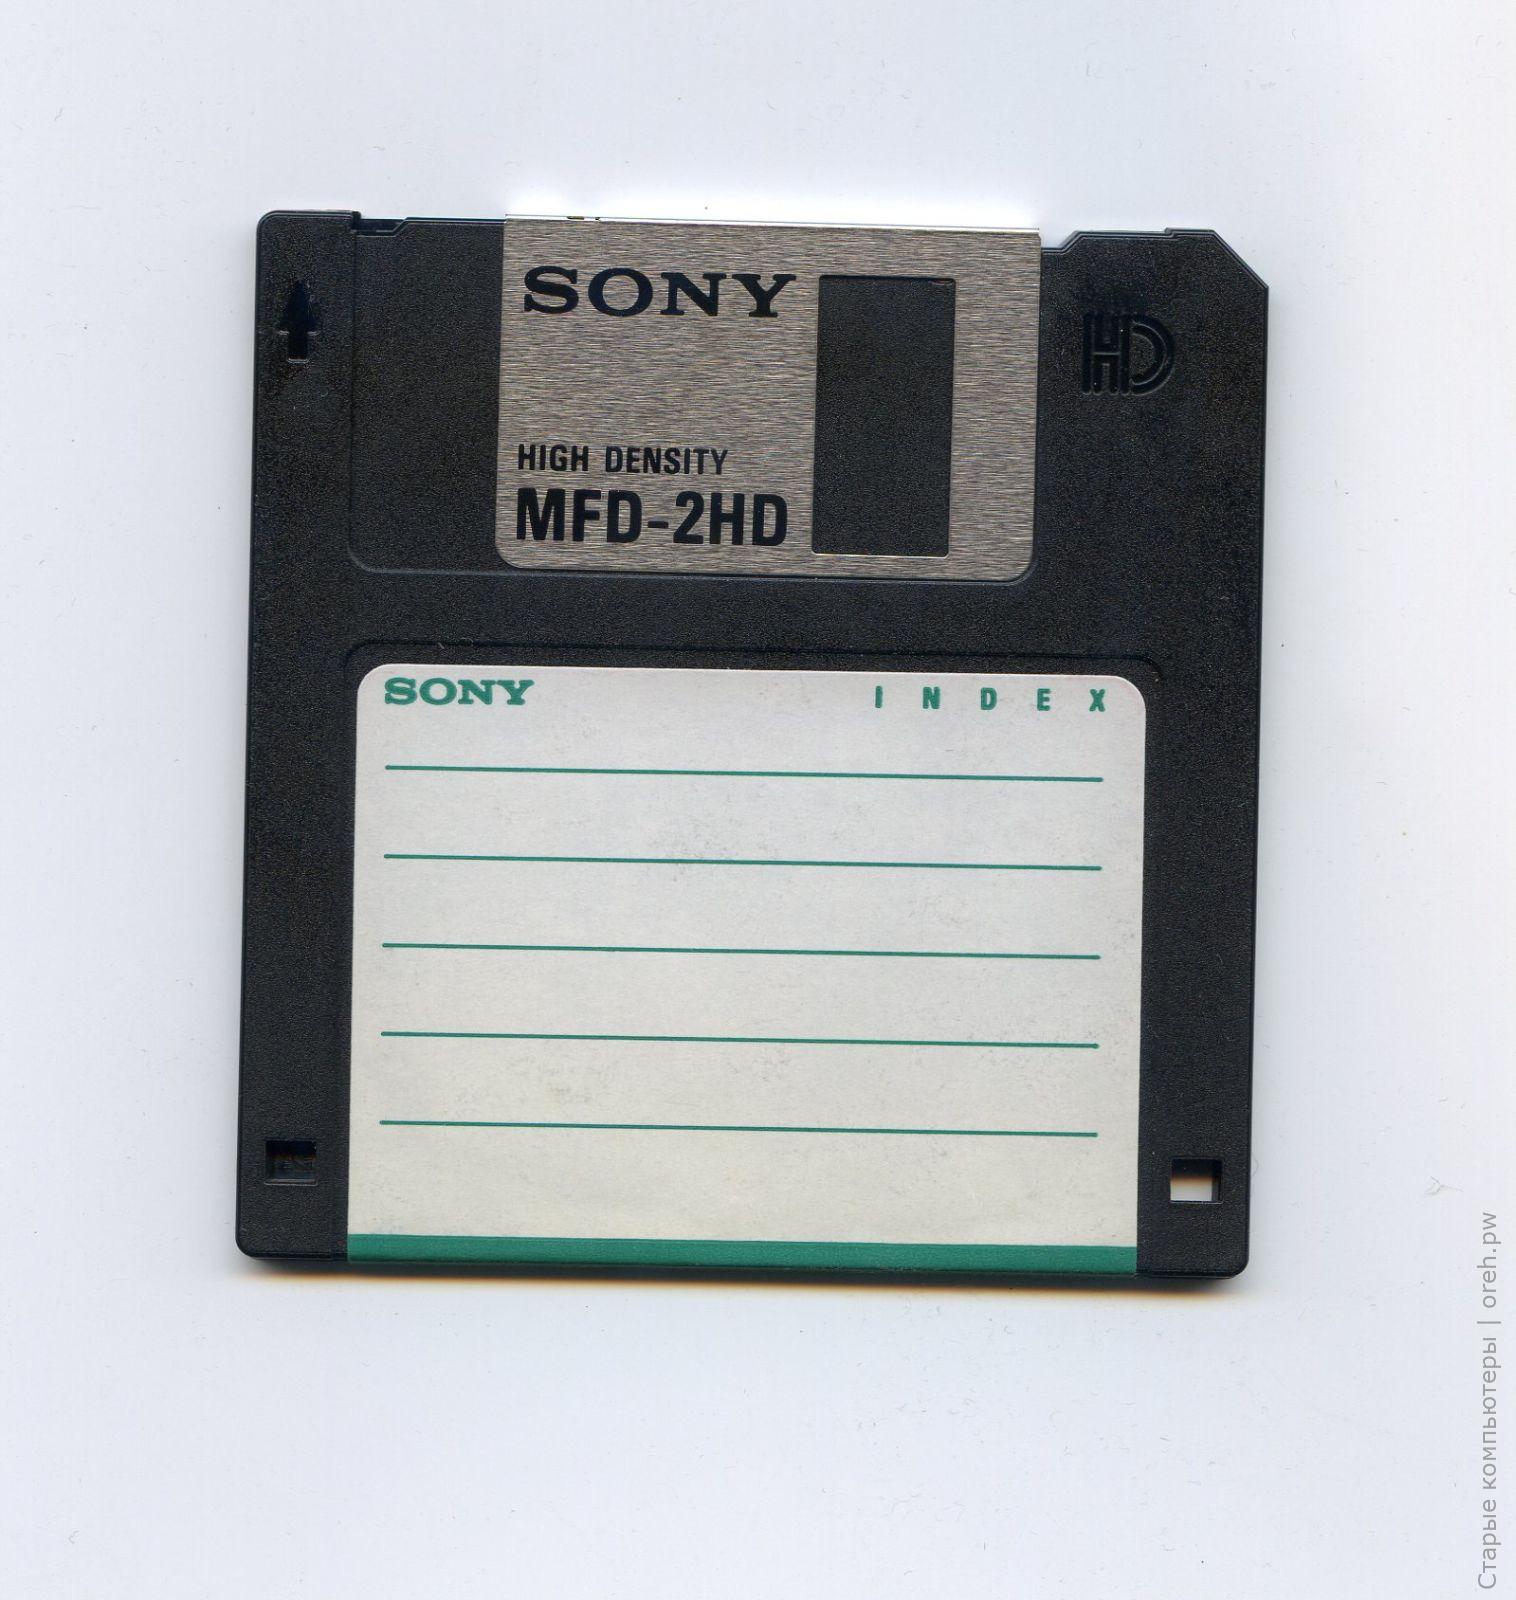 SONY
HD
HIGH DENSITY
MFD-2HD
SONY INDEX
Старые компьютеры | oreh.pw